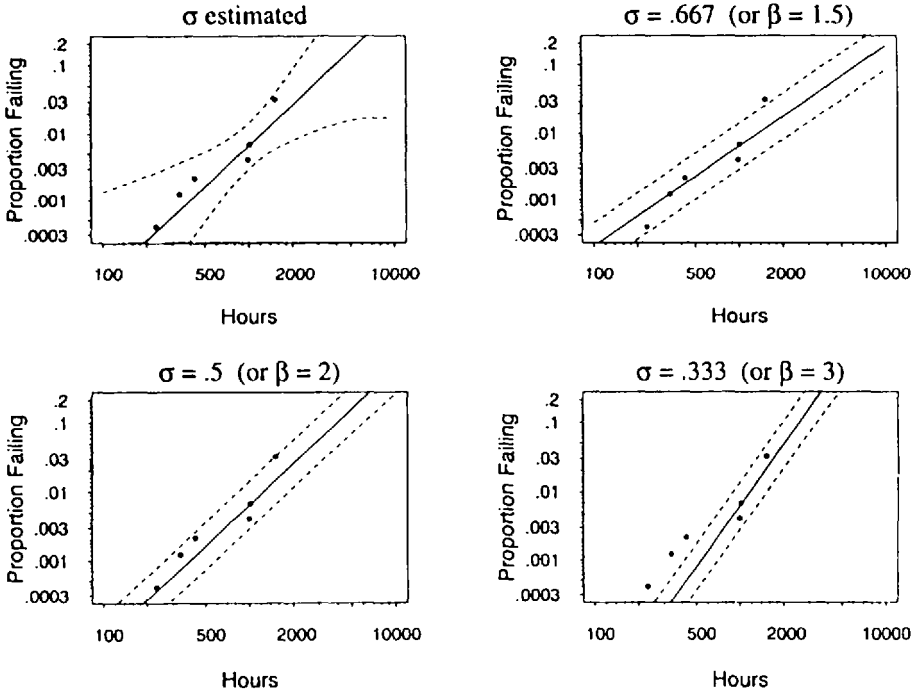 σ estimated
Proportion Failing
.2
.1
.03
.01
.003
.001
.0003
100 500 2000 10000
Hours
σ = .667 (or β = 1.5)
Proportion Failing
.2
.1
.03
.01
.003
.001
.0003
100 500 2000 10000
Hours
σ = .5 (or β = 2)
Proportion Failing
.2
.1
.03
.01
.003
.001
.0003
100 500 2000 10000
Hours
σ = .333 (or β = 3)
Proportion Failing
.2
.1
.03
.01
.003
.001
.0003
100 500 2000 10000
Hours